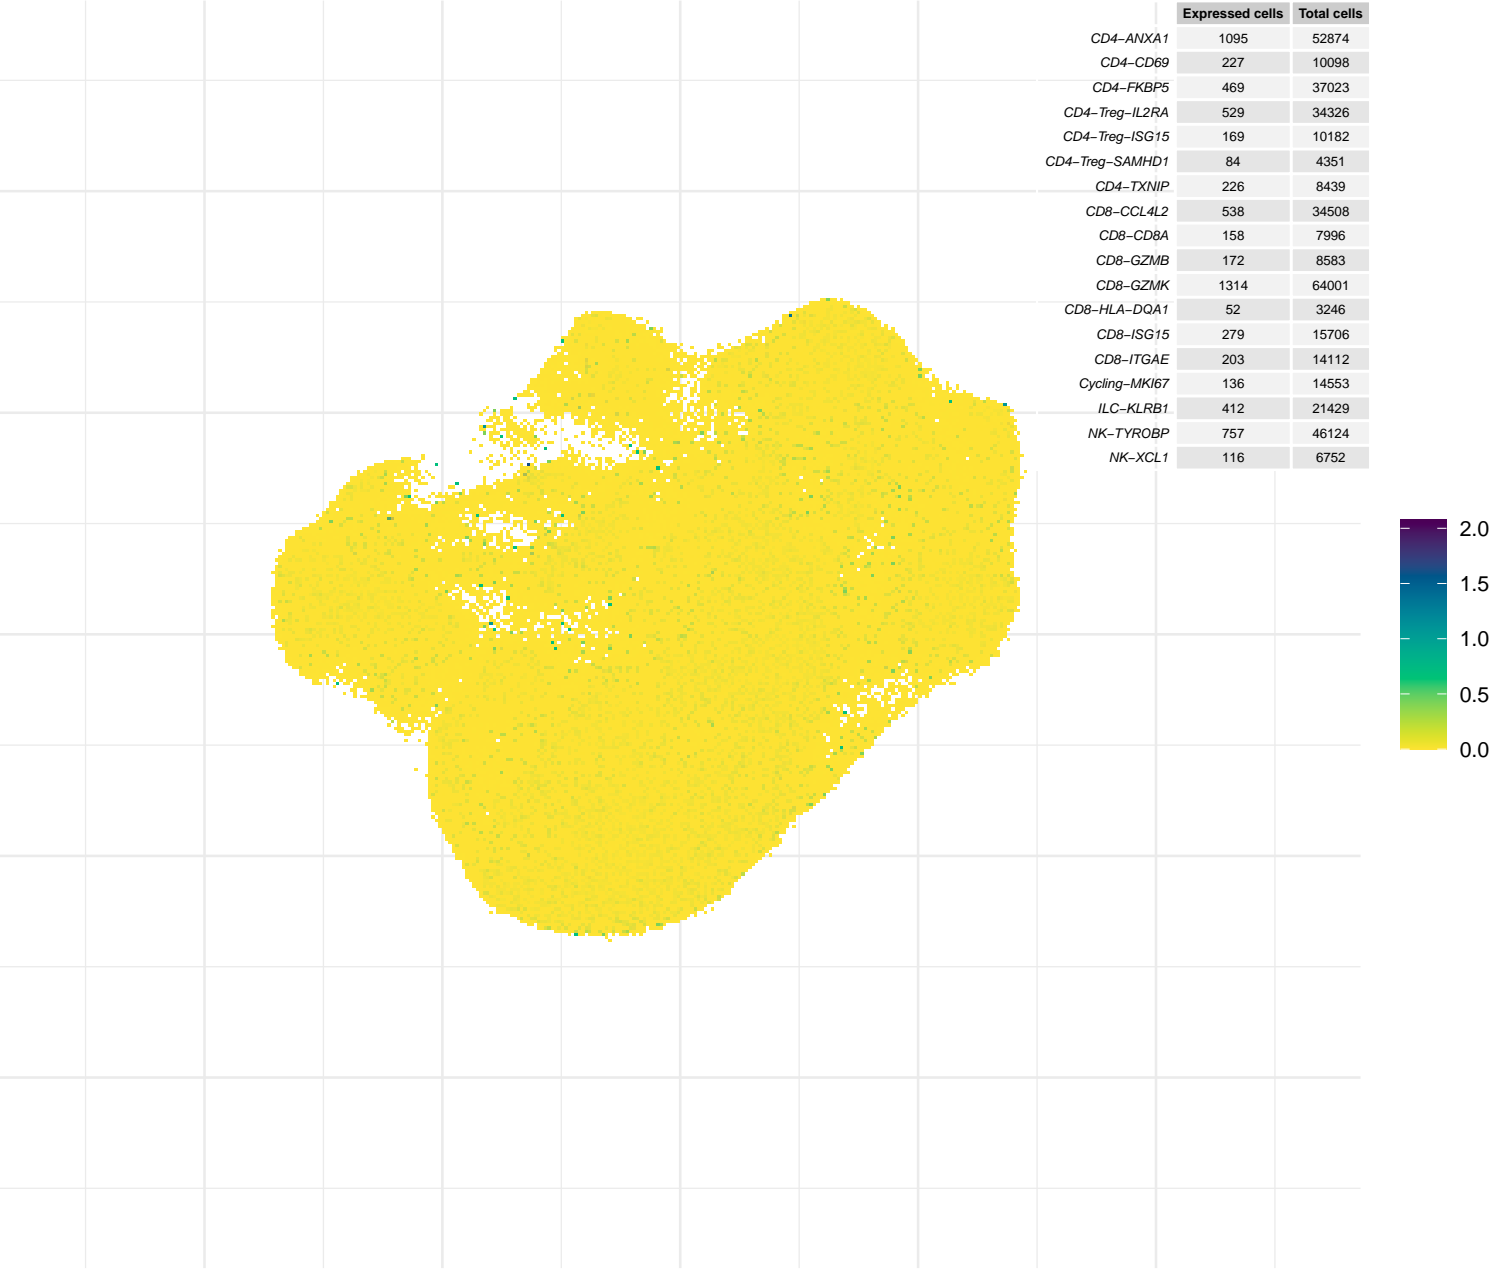 Expressed cells Total cells
CD4−ANXA1 1095 52874
CD4−CD69 227 10098
CD4−FKBP5 469 37023
CD4−Treg−IL2RA 529 34326
CD4−Treg−ISG15 169 10182
CD4−Treg−SAMHD1 84 4351
CD4−TXNIP 226 8439
CD8−CCL4L2 538 34508
CD8−CD8A 158 7996
CD8−GZMB 172 8583
CD8−GZMK 1314 64001
CD8−HLA−DQA1 52 3246
CD8−ISG15 279 15706
CD8−ITGAE 203 14112
Cycling−MKI67 136 14553
ILC−KLRB1 412 21429
NK−TYROBP 757 46124
NK−XCL1 116 6752
2.0
1.5
1.0
0.5
0.0